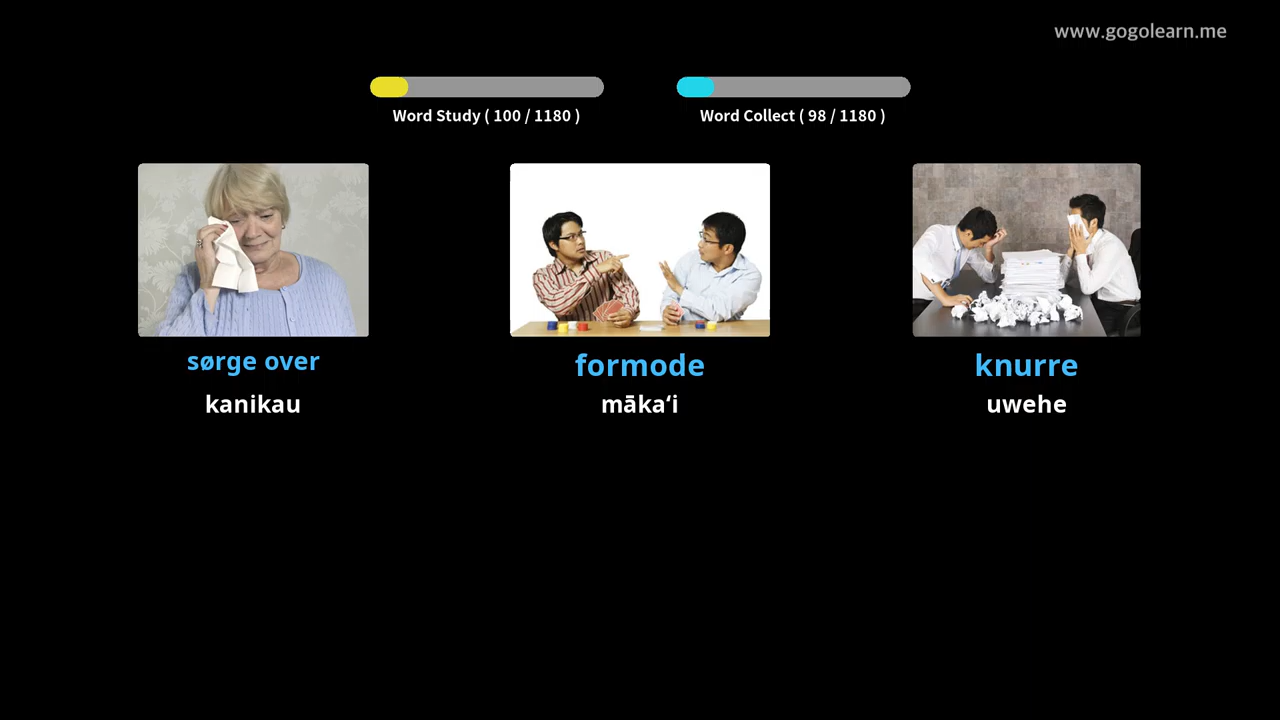 www.gogolearn.me
Word Study ( 100 / 1180 )
Word Collect ( 98 / 1180 )
sørge over
formode
knurre
kanikau
mākaʻi
uwehe